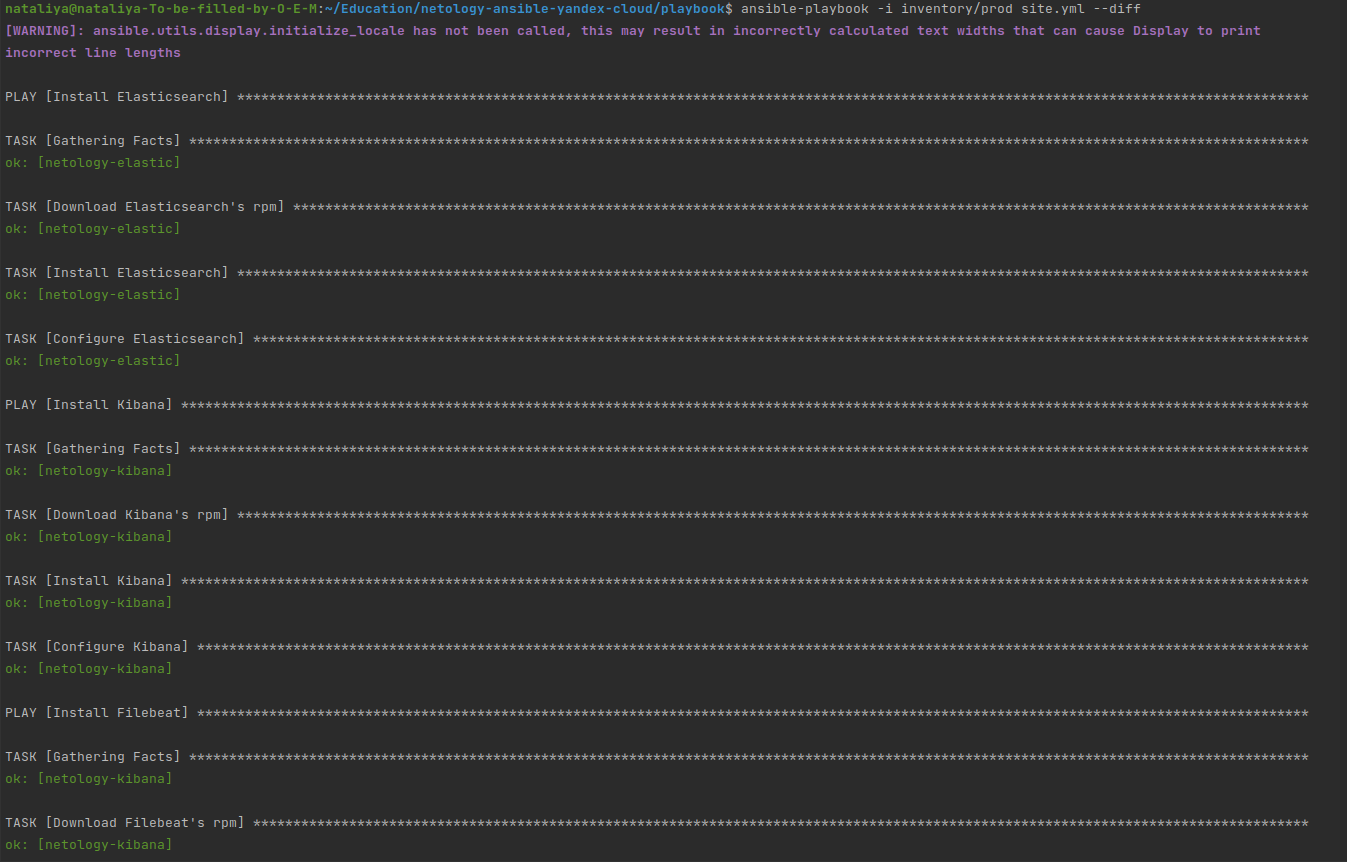 nataliya@nataliya-To-be-filled-by-O-E-M:~/Education/netology-ansible-yandex-cloud/playbook$ ansible-playbook -i inventory/prod site.yml --diff
[WARNING]: ansible.utils.display.initialize_locale has not been called, this may result in incorrectly calculated text widths that can cause Display to print
incorrect line lengths
PLAY [Install Elasticsearch] **************************************************************************************************************************************
TASK [Gathering Facts] ********************************************************************************************************************************************
ok: [netology-elastic]
TASK [Download Elasticsearch's rpm] *******************************************************************************************************************************
ok: [netology-elastic]
TASK [Install Elasticsearch] **************************************************************************************************************************************
ok: [netology-elastic]
TASK [Configure Elasticsearch] ************************************************************************************************************************************
ok: [netology-elastic]
PLAY [Install Kibana] *********************************************************************************************************************************************
TASK [Gathering Facts] ********************************************************************************************************************************************
ok: [netology-kibana]
TASK [Download Kibana's rpm] **************************************************************************************************************************************
ok: [netology-kibana]
TASK [Install Kibana] *********************************************************************************************************************************************
ok: [netology-kibana]
TASK [Configure Kibana] *******************************************************************************************************************************************
ok: [netology-kibana]
PLAY [Install Filebeat] *******************************************************************************************************************************************
TASK [Gathering Facts] ********************************************************************************************************************************************
ok: [netology-kibana]
TASK [Download Filebeat's rpm] ************************************************************************************************************************************
ok: [netology-kibana]